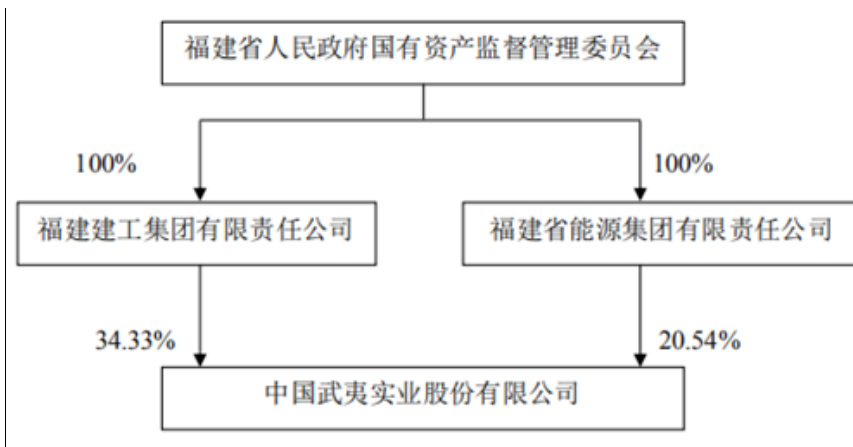 福建省人民政府国有资产监督管理委员会
100%
100%
福建建工集团有限责任公司
福建省能源集团有限责任公司
34.33%
20.54%
中国武夷实业股份有限公司